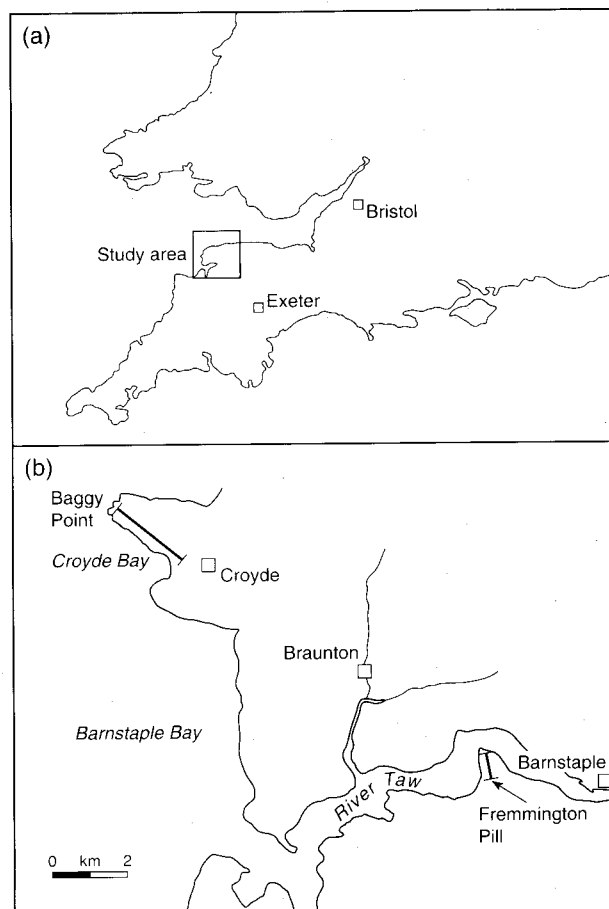 (a)
Bristol
Study area
Exeter
(b)
Baggy
Point
Croyde Bay
Croyde
Braunton
Barnstaple Bay
River Taw
Barnstaple
Fremmington
Pill
0 km 2